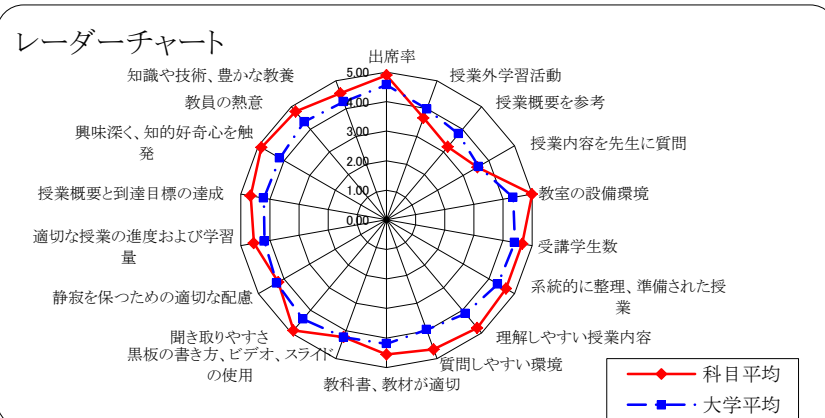 レーダーチャート
出席率
授業外学習活動
授業概要を参考
授業内容を先生に質問
教室の設備環境
受講学生数
系統的に整理、準備された授
業
理解しやすい授業内容
質問しやすい環境
教科書、教材が適切
黒板の書き方、ビデオ、スライド
の使用
聞き取りやすさ
静寂を保つための適切な配慮
適切な授業の進度および学習
量
授業概要と到達目標の達成
興味深く、知的好奇心を触
発
教員の熱意
知識や技術、豊かな教養
5.00
4.00
3.00
2.00
1.00
0.00
科目平均
大学平均